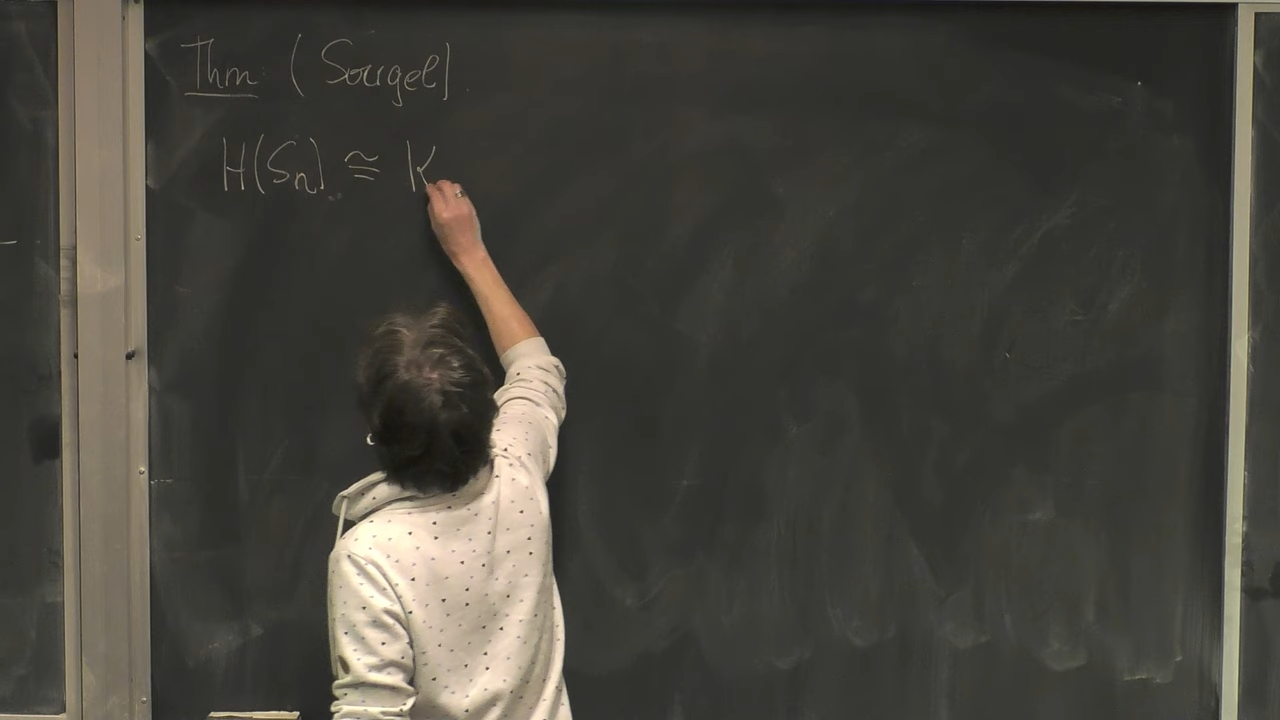 Thm: (Soergel)
H(Sn) ≅ K